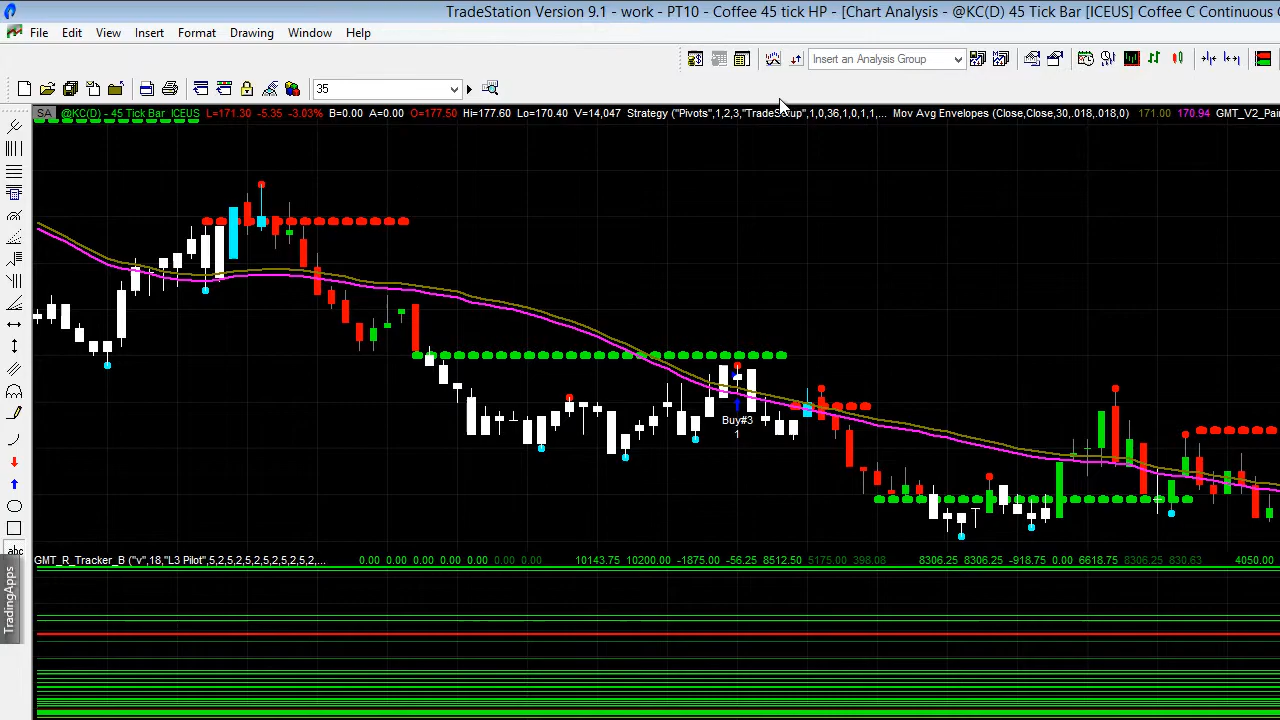 TradeStation Version 9.1 - work - PT10 - Coffee 45 tick HP - [Chart Analysis - @KC(D) 45 Tick Bar [ICEUS] Coffee C Continuous C
File Edit View Insert Format Drawing Window Help
Insert an Analysis Group
35
SA @KC(D) - 45 Tick Bar ICEUS L=171.30 -5.35 -3.03% B=0.00 A=0.00 O=177.50 Hi=177.60 Lo=170.40 V=14,047 Strategy ("Pivots",1,2,3,"TradeSetup",1,0,36,1,0,1,1,... Mov Avg Envelopes (Close,Close,30,.018,.018,0) 171.00 170.94 GMT_V2_Pai
Buy#3
1
abc
GMT_R_Tracker_B ("v",18,"L3 Pilot",5,2,5,2,5,2,5,2,5,2,... 0.00 0.00 0.00 0.00 0.00 0.00 0.00 10143.75 10200.00 -1875.00 -56.25 8512.50 5175.00 398.08 8306.25 8306.25 -918.75 0.00 6618.75 8306.25 830.63 4050.00
TradingApps